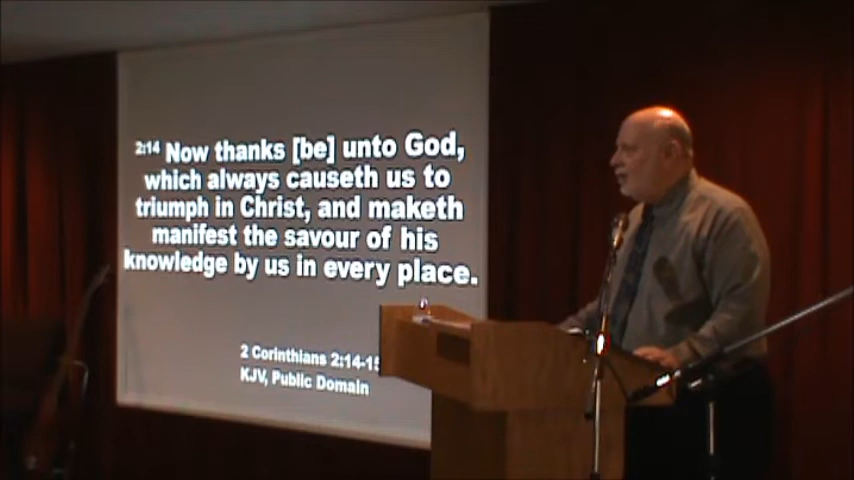 2:14 Now thanks [be] unto God,
which always causeth us to
triumph in Christ, and maketh
manifest the savour of his
knowledge by us in every place.
2 Corinthians 2:14-15
KJV, Public Domain